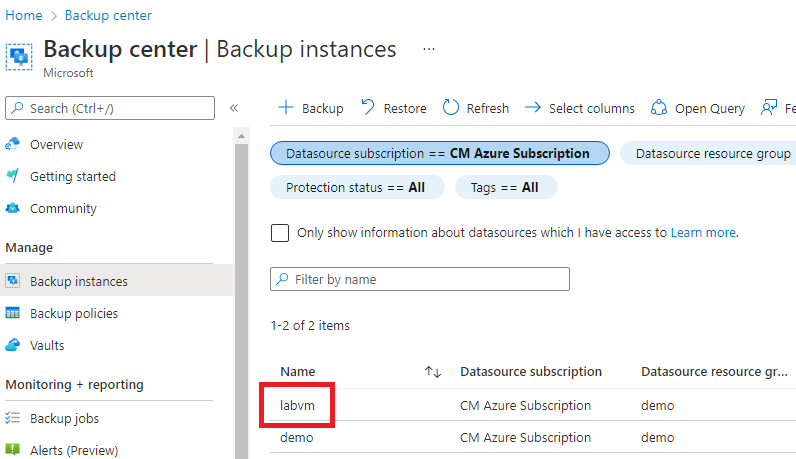 Home > Backup center
Backup center | Backup instances ...
Microsoft
Search (Ctrl+/)
«
Overview
Getting started
Community
Manage
Backup instances
Backup policies
Vaults
Monitoring + reporting
Backup jobs
Alerts (Preview)
+ Backup Restore Refresh Select columns Open Query Fe
Datasource subscription == CM Azure Subscription Datasource resource group
Protection status == All Tags == All
Only show information about datasources which I have access to Learn more.
Filter by name
1-2 of 2 items
Name ↑↓ Datasource subscription Datasource resource gr...
labvm CM Azure Subscription demo
demo CM Azure Subscription demo